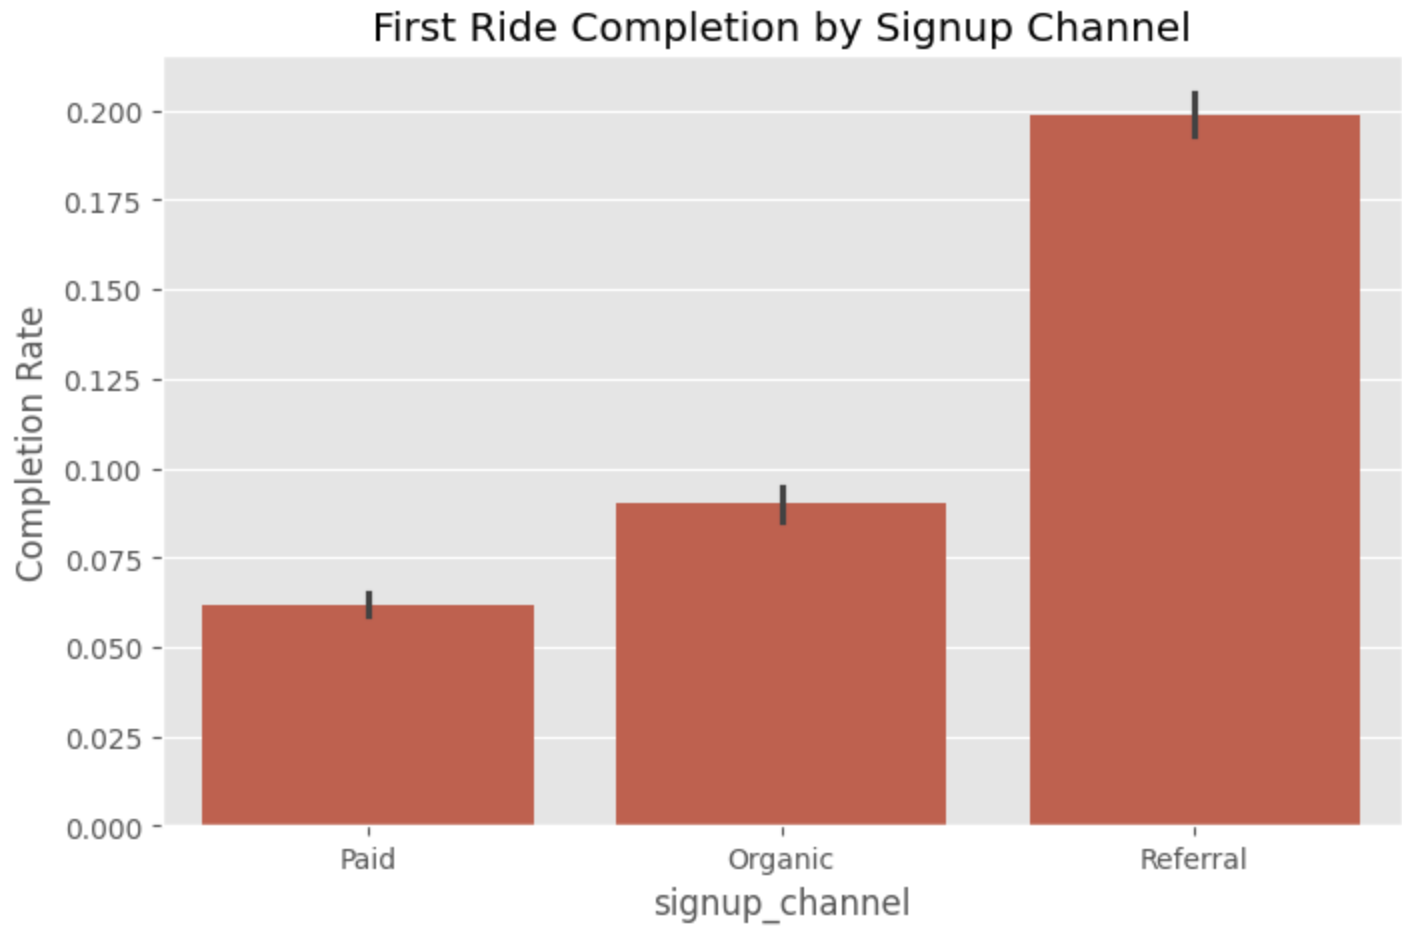 First Ride Completion by Signup Channel
Completion Rate
0.200
0.175
0.150
0.125
0.100
0.075
0.050
0.025
0.000
Paid Organic Referral
signup_channel